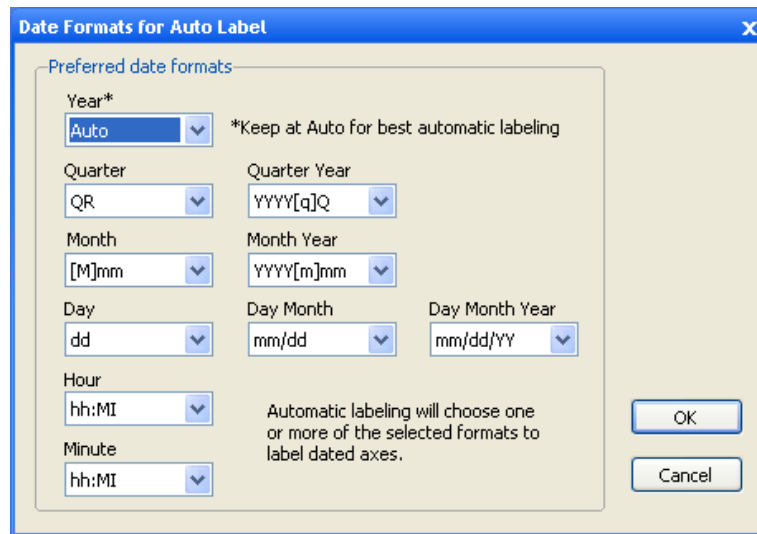 Date Formats for Auto Label
Preferred date formats
Year*
Auto
*Keep at Auto for best automatic labeling
Quarter
Quarter Year
QR
YYYY[q]Q
Month
Month Year
[M]mm
YYYY[m]mm
Day
Day Month
Day Month Year
dd
mm/dd
mm/dd/YY
Hour
hh:MI
Automatic labeling will choose one
or more of the selected formats to
label dated axes.
Minute
hh:MI
OK
Cancel